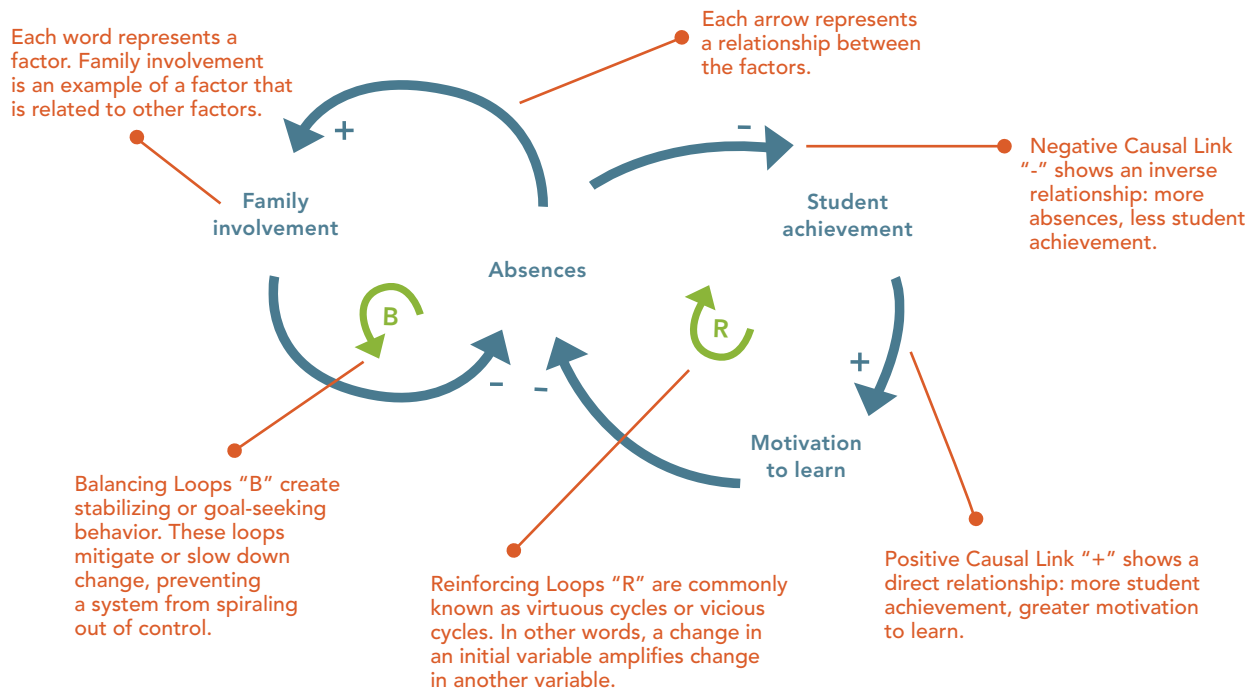 Each word represents a
factor. Family involvement
is an example of a factor that
is related to other factors.
Each arrow represents
a relationship between
the factors.
+
-
Negative Causal Link
“-” shows an inverse
relationship: more
absences, less student
achievement.
Family
involvement
Student
achievement
Absences
B
R
+
-
-
Motivation
to learn
Balancing Loops “B” create
stabilizing or goal-seeking
behavior. These loops
mitigate or slow down
change, preventing
a system from spiraling
out of control.
Reinforcing Loops “R” are commonly
known as virtuous cycles or vicious
cycles. In other words, a change in
an initial variable amplifies change
in another variable.
Positive Causal Link “+” shows a
direct relationship: more student
achievement, greater motivation
to learn.